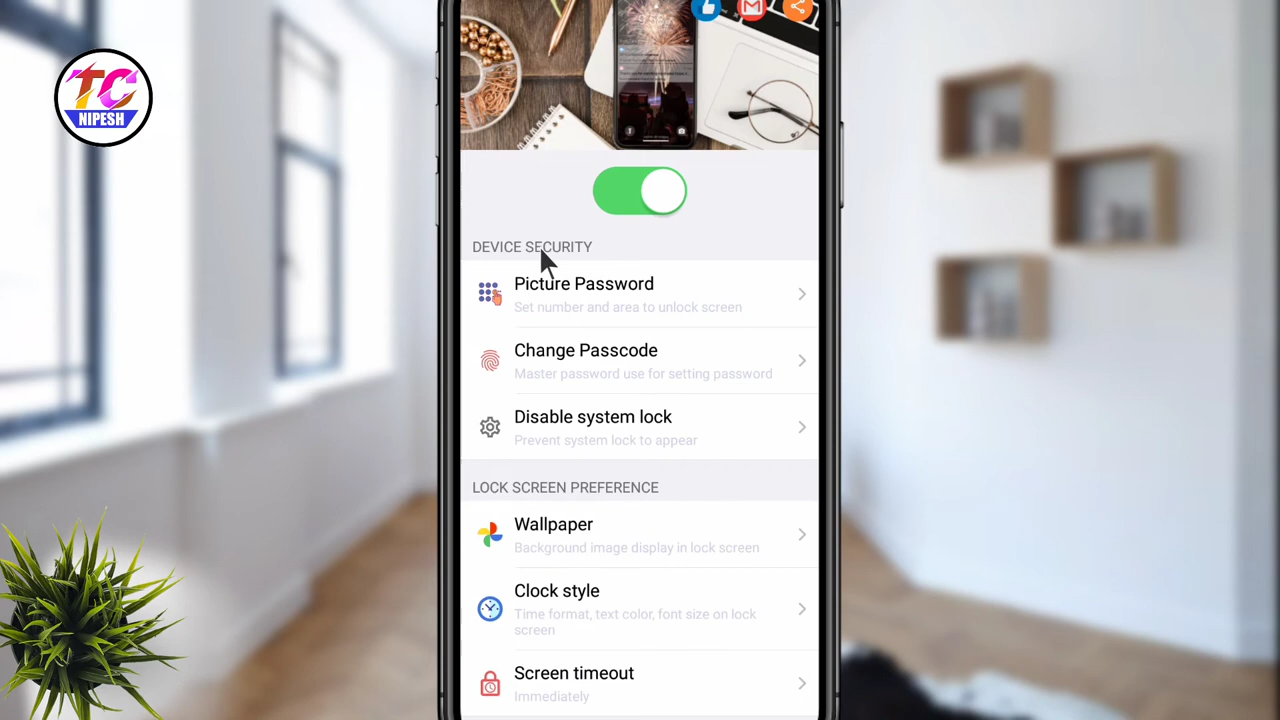 TC
NIPESH
DEVICE SECURITY
Picture Password
Set number and area to unlock screen
Change Passcode
Master password use for setting password
Disable system lock
Prevent system lock to appear
LOCK SCREEN PREFERENCE
Wallpaper
Background image display in lock screen
Clock style
Time format, text color, font size on lock
screen
Screen timeout
Immediately